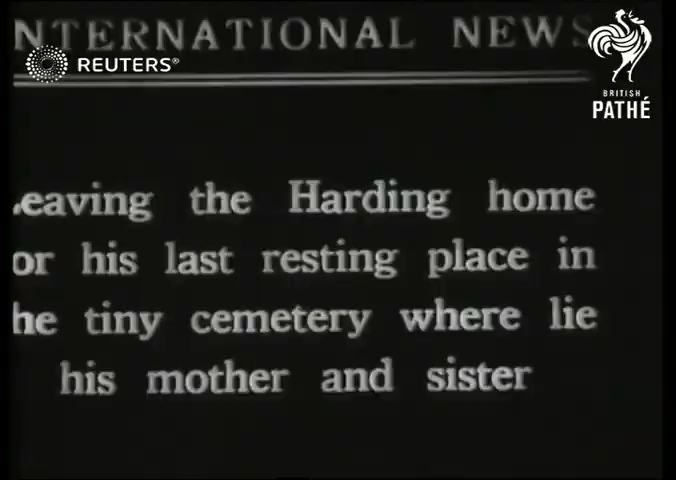 NTERNATIONAL NEWS
REUTERS®
BRITISH
PATHÉ
eaving the Harding home
or his last resting place in
he tiny cemetery where lie
his mother and sister